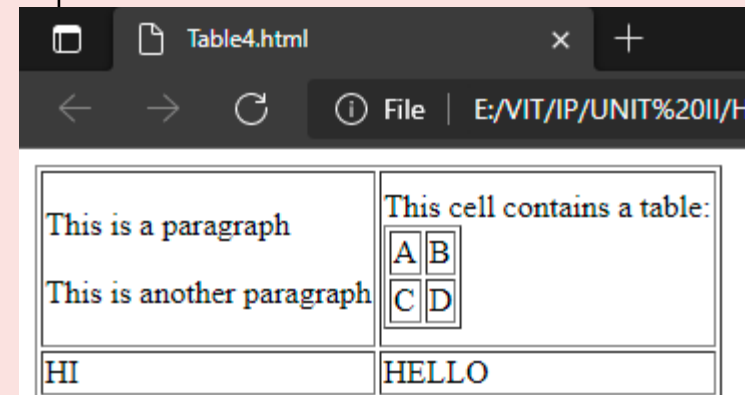 Table4.html
File | E:/VIT/IP/UNIT%20II/H
This is a paragraph
This is another paragraph
This cell contains a table:
A B
C D
HI HELLO